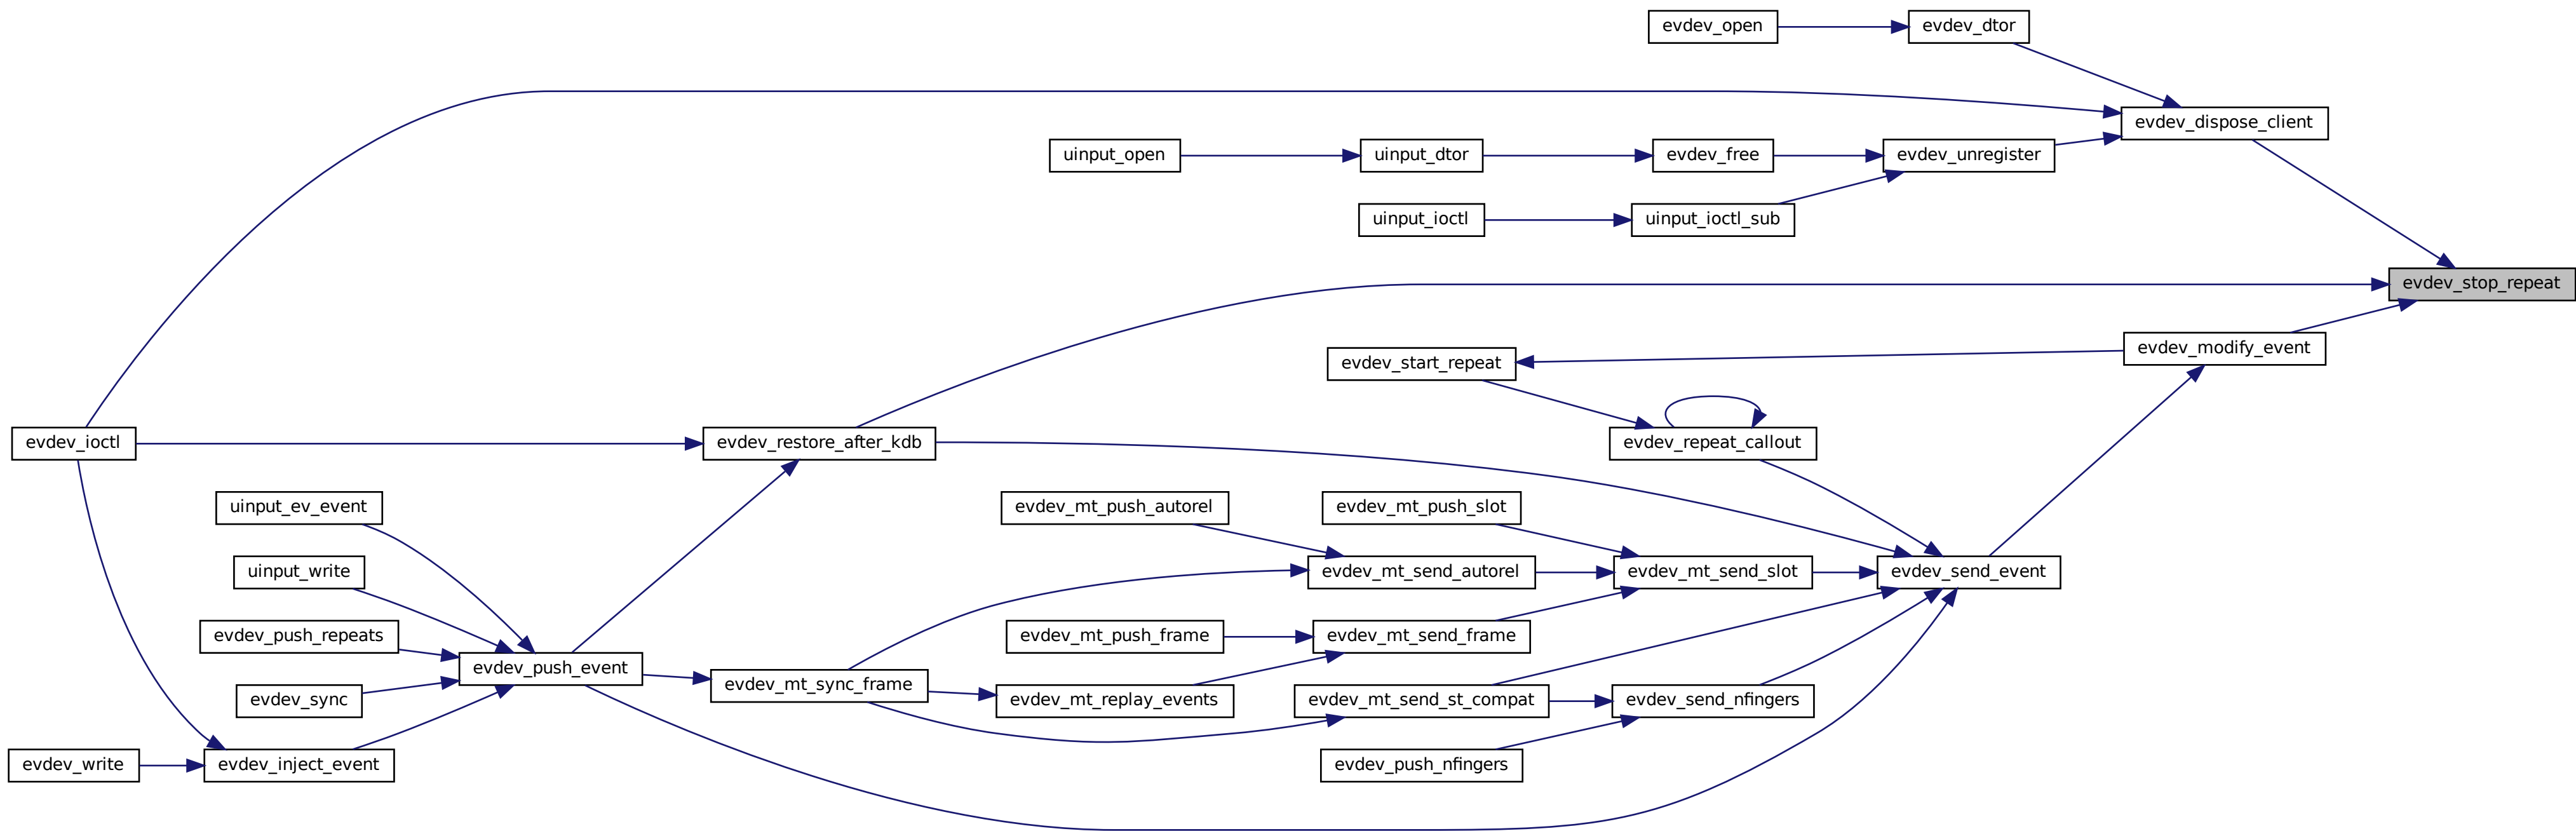 evdev_open
evdev_dtor
evdev_dispose_client
uinput_open
uinput_dtor
evdev_free
evdev_unregister
uinput_ioctl
uinput_ioctl_sub
evdev_stop_repeat
evdev_start_repeat
evdev_modify_event
evdev_ioctl
evdev_restore_after_kdb
evdev_repeat_callout
uinput_ev_event
evdev_mt_push_autorel
evdev_mt_push_slot
uinput_write
evdev_mt_send_autorel
evdev_mt_send_slot
evdev_send_event
evdev_push_repeats
evdev_mt_push_frame
evdev_mt_send_frame
evdev_push_event
evdev_mt_sync_frame
evdev_sync
evdev_mt_replay_events
evdev_mt_send_st_compat
evdev_send_nfingers
evdev_write
evdev_inject_event
evdev_push_nfingers